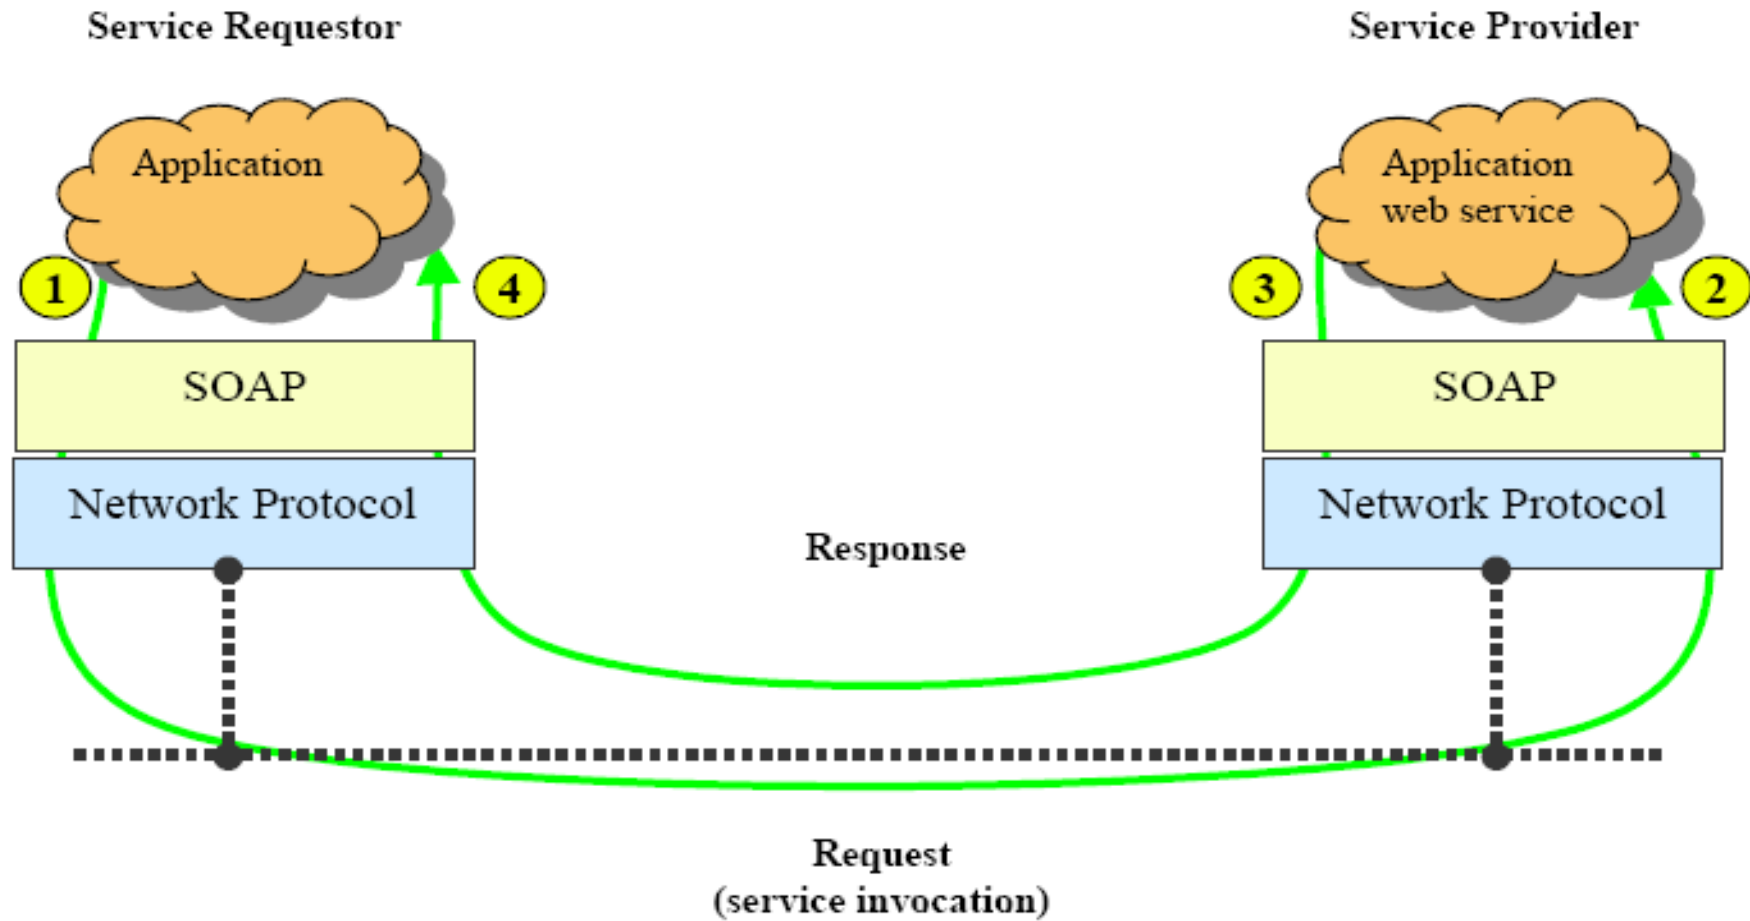 Service Requestor
Service Provider
Application
Application
web service
1
4
3
2
SOAP
SOAP
Network Protocol
Network Protocol
Response
Request
(service invocation)